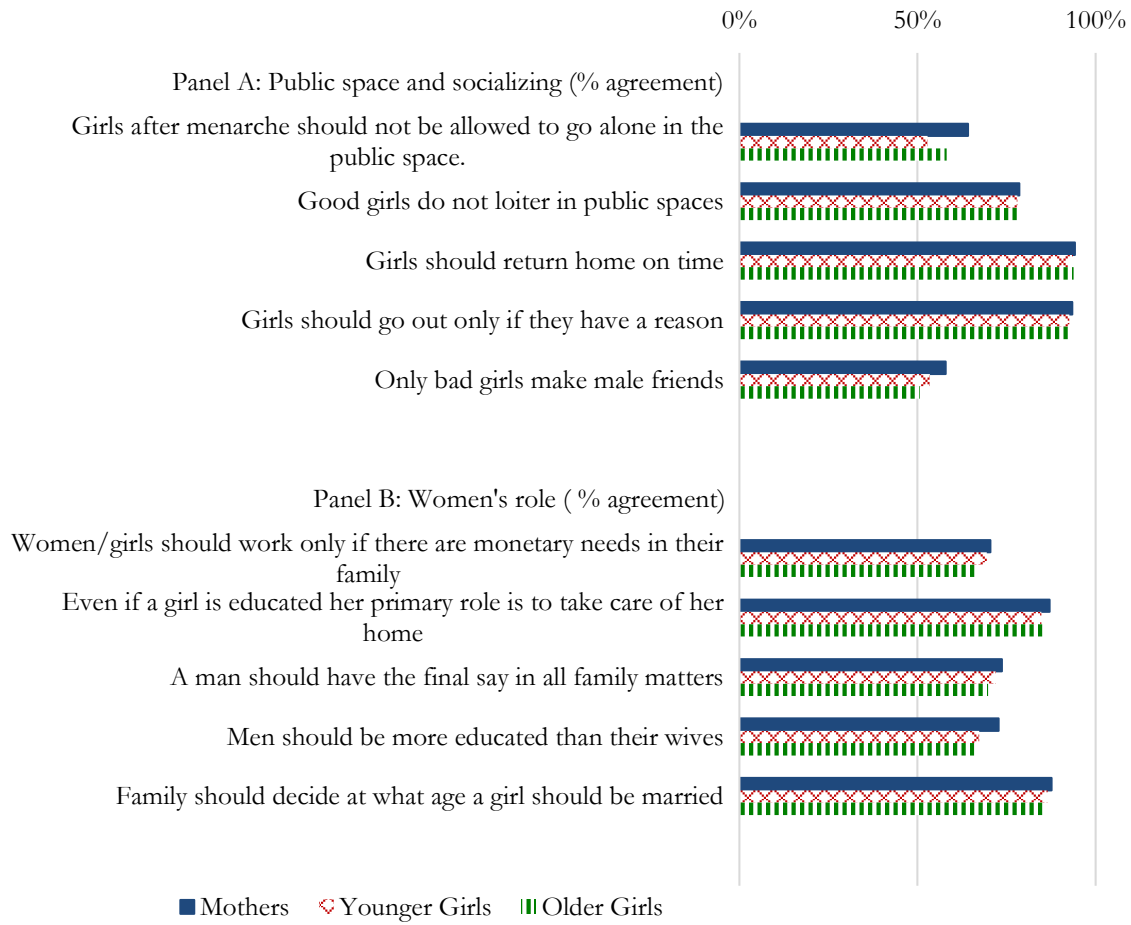 0% 50% 100%
Panel A: Public space and socializing (% agreement)
Girls after menarche should not be allowed to go alone in the
public space.
Good girls do not loiter in public spaces
Girls should return home on time
Girls should go out only if they have a reason
Only bad girls make male friends
Panel B: Women's role ( % agreement)
Women/girls should work only if there are monetary needs in their
family
Even if a girl is educated her primary role is to take care of her
home
A man should have the final say in all family matters
Men should be more educated than their wives
Family should decide at what age a girl should be married
Mothers Younger Girls Older Girls